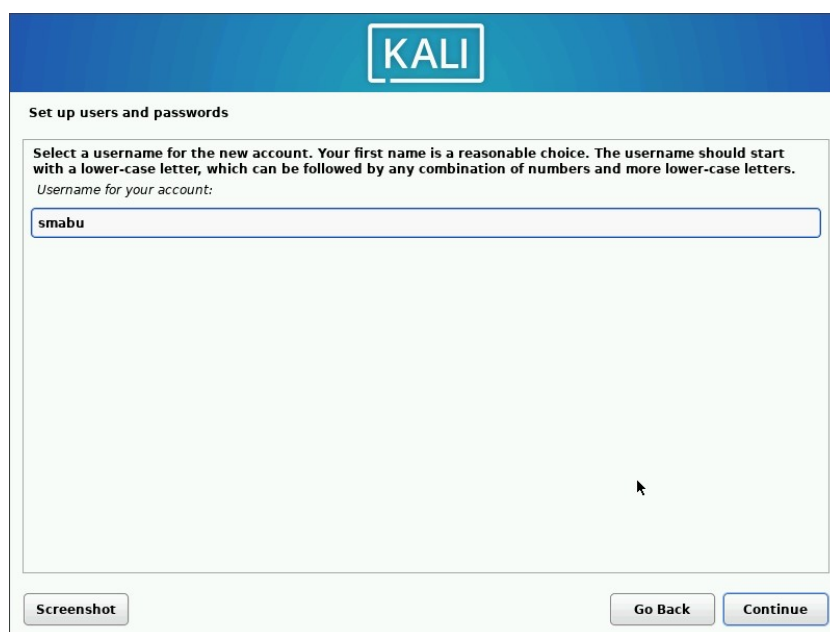 KALI
Set up users and passwords
Select a username for the new account. Your first name is a reasonable choice. The username should start
with a lower-case letter, which can be followed by any combination of numbers and more lower-case letters.
Username for your account:
smabu
Screenshot
Go Back
Continue